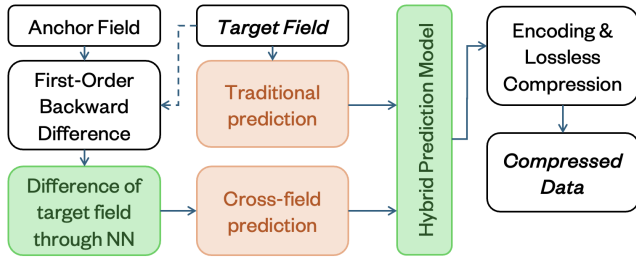 Anchor Field
Target Field
First-Order
Backward
Difference
Traditional
prediction
Difference of
target field
through NN
Cross-field
prediction
Hybrid Prediction Model
Encoding &
Lossless
Compression
Compressed
Data